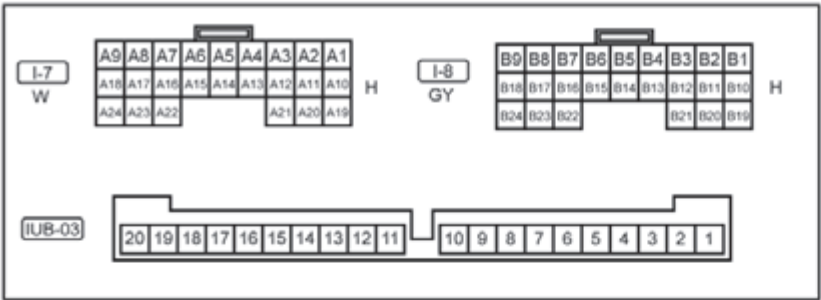 A9 A8 A7 A6 A5 A4 A3 A2 A1
I-7
A18 A17 A16 A15 A14 A13 A12 A11 A10
H
W
A24 A23 A22 A21 A20 A19
B9 B8 B7 B6 B5 B4 B3 B2 B1
I-8
B18 B17 B16 B15 B14 B13 B12 B11 B10
H
GY
B24 B23 B22 B21 B20 B19
IUB-03
20 19 18 17 16 15 14 13 12 11 10 9 8 7 6 5 4 3 2 1